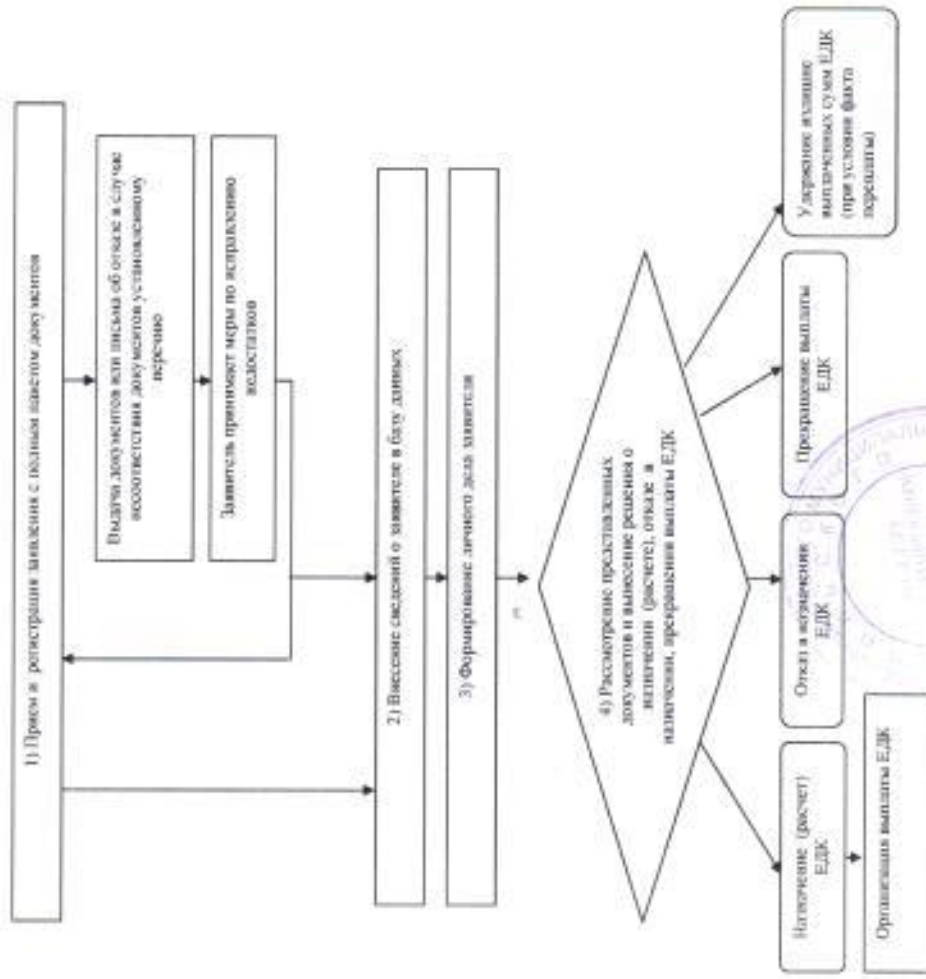 1) Прием и регистрация заявления с полным пакетом документов
Выдача документов или письма об отказе в случае
несоответствия документов установленному
перечню
Заявитель принимает меры по исправлению
недостатков
2) Внесение сведений о заявителе в базу данных
3) Формирование личного дела заявителя
4) Рассмотрение представленных
документов и вынесение решения о
назначении (расчете), отказе в
назначении, прекращении выплаты ЕДК
Назначение (расчет)
ЕДК
Отказ в назначении
ЕДК
Прекращение выплаты
ЕДК
Удержание излишне
выплаченных сумм ЕДК
(при условии факта
переплаты)
Организация выплаты ЕДК